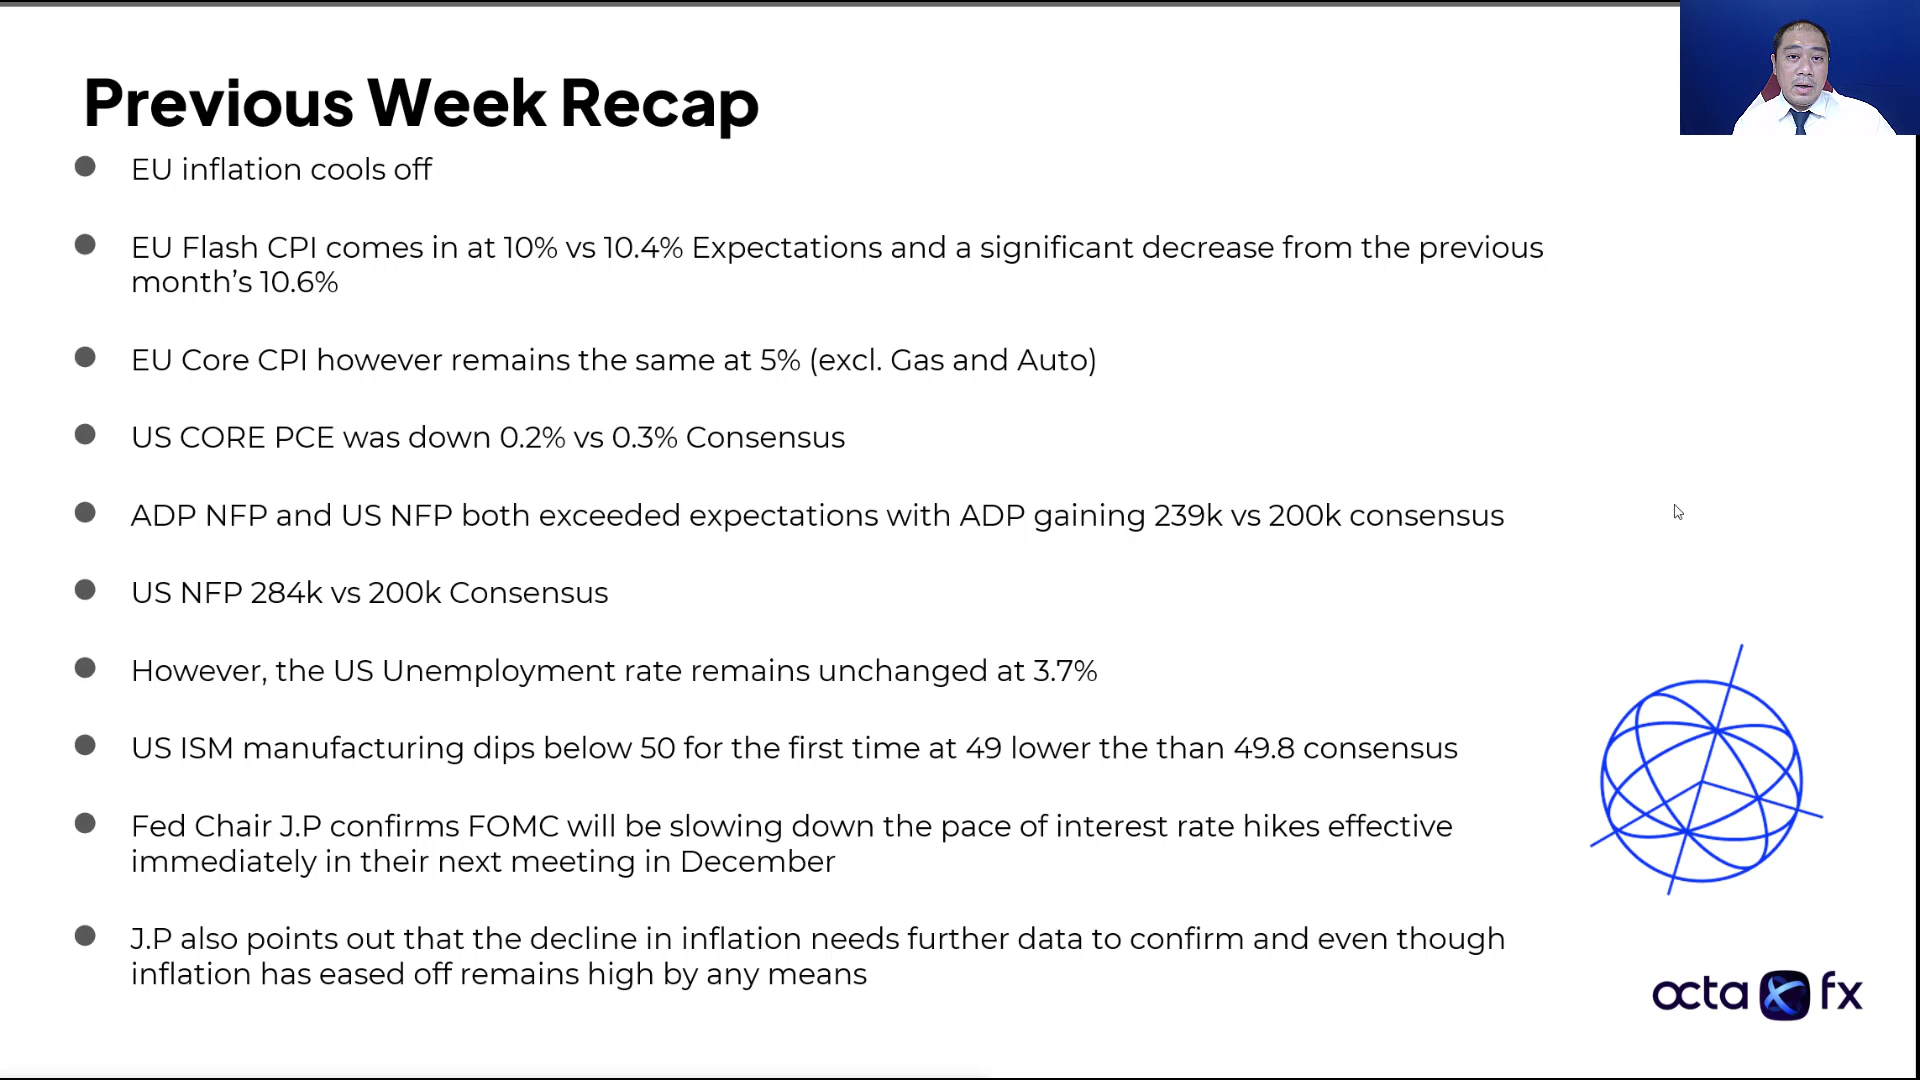 Previous Week Recap
EU inflation cools off
EU Flash CPI comes in at 10% vs 10.4% Expectations and a significant decrease from the previous
month’s 10.6%
EU Core CPI however remains the same at 5% (excl. Gas and Auto)
US CORE PCE was down 0.2% vs 0.3% Consensus
ADP NFP and US NFP both exceeded expectations with ADP gaining 239k vs 200k consensus
US NFP 284k vs 200k Consensus
However, the US Unemployment rate remains unchanged at 3.7%
US ISM manufacturing dips below 50 for the first time at 49 lower the than 49.8 consensus
Fed Chair J.P confirms FOMC will be slowing down the pace of interest rate hikes effective
immediately in their next meeting in December
J.P also points out that the decline in inflation needs further data to confirm and even though
inflation has eased off remains high by any means
octa fx